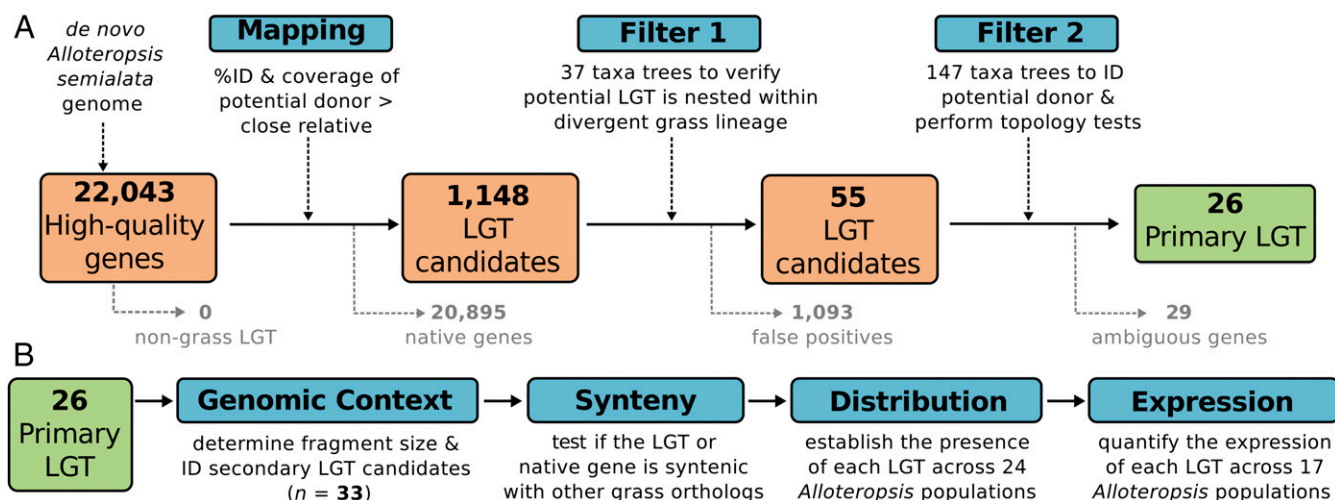 A
de novo
Alloteropsis
semialata
genome
Mapping
%ID & coverage of
potential donor >
close relative
Filter 1
37 taxa trees to verify
potential LGT is nested within
divergent grass lineage
Filter 2
147 taxa trees to ID
potential donor &
perform topology tests
22,043
High-quality
genes
1,148
LGT
candidates
55
LGT
candidates
26
Primary LGT
0
non-grass LGT
20,895
native genes
1,093
false positives
29
ambiguous genes
B
26
Primary
LGT
Genomic Context
determine fragment size &
ID secondary LGT candidates
(n = 33)
Synteny
test if the LGT or
native gene is syntenic
with other grass orthologs
Distribution
establish the presence
of each LGT across 24
Alloteropsis populations
Expression
quantify the expression
of each LGT across 17
Alloteropsis populations